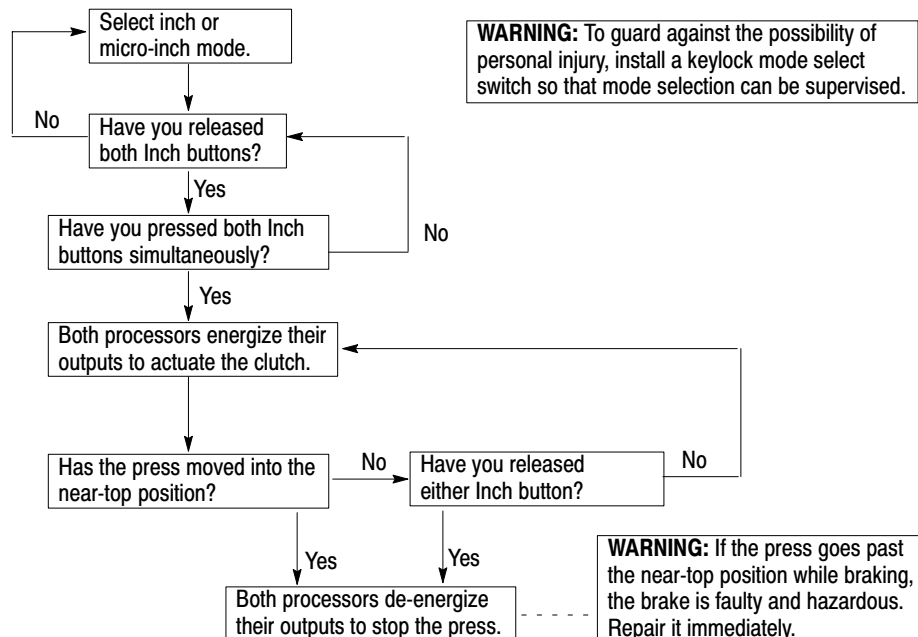 Select inch or
micro-inch mode.
WARNING: To guard against the possibility of
personal injury, install a keylock mode select
switch so that mode selection can be supervised.
No
Have you released
both Inch buttons?
Yes
No
Have you pressed both Inch
buttons simultaneously?
Yes
Both processors energize their
outputs to actuate the clutch.
Has the press moved into the
near-top position?
No
Have you released
either Inch button?
No
Yes
Yes
WARNING: If the press goes past
the near-top position while braking,
the brake is faulty and hazardous.
Repair it immediately.
Both processors de-energize
their outputs to stop the press.